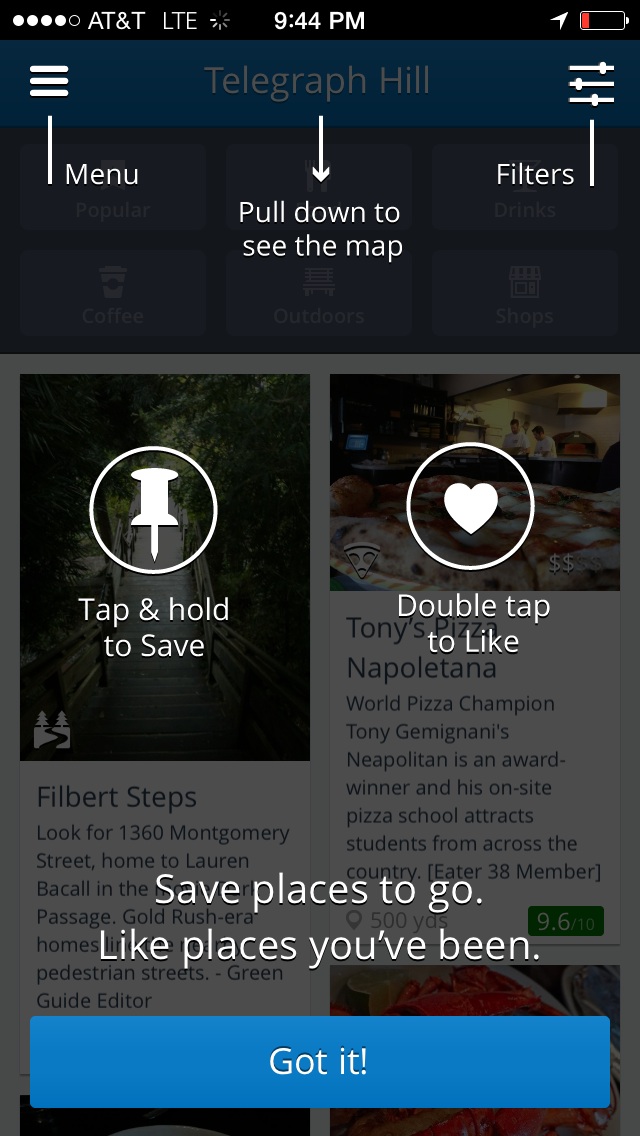 AT&T LTE 9:44 PM
Telegraph Hill
Menu
Pull down to
see the map
Filters
Popular
Drinks
Coffee
Outdoors
Shops
Tap & hold
to Save
Double tap
to Like
$$$$
Tony's Pizza
Napoletana
World Pizza Champion
Tony Gemignani's
Neapolitan is an award-
winner and his on-site
pizza school attracts
students from across the
country. [Eater 38 Member]
500 yds
9.6/10
Filbert Steps
Look for 1360 Montgomery
Street, home to Lauren
Bacall in the
Passage. Gold Rush-era
homes line the
pedestrian streets. - Green
Guide Editor
Save places to go.
Like places you've been.
Got it!